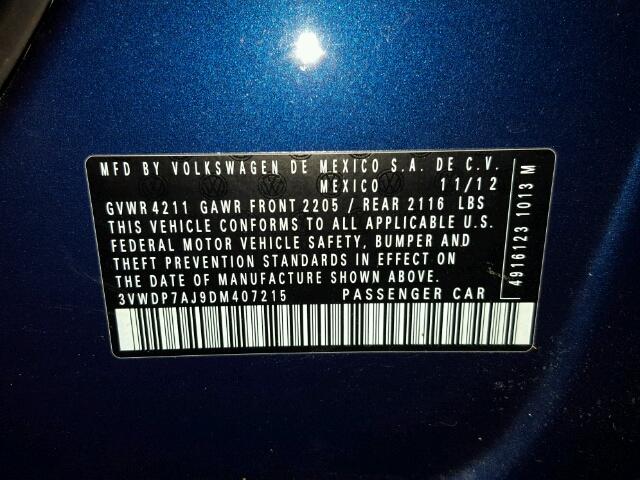 MFD BY VOLKSWAGEN DE MEXICO S.A. DE C.V.
MEXICO 11/12
GVWR 4211 GAWR FRONT 2205 / REAR 2116 LBS
THIS VEHICLE CONFORMS TO ALL APPLICABLE U.S.
FEDERAL MOTOR VEHICLE SAFETY, BUMPER AND
THEFT PREVENTION STANDARDS IN EFFECT ON
THE DATE OF MANUFACTURE SHOWN ABOVE.
3VWDP7AJ9DM407215 PASSENGER CAR
4916123 1013 M